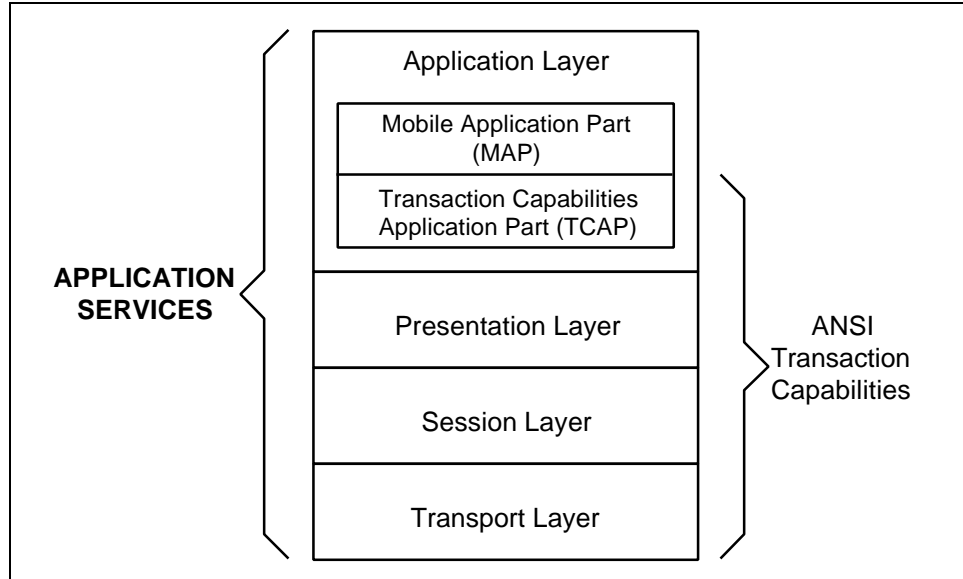 Application Layer
Mobile Application Part
(MAP)
Transaction Capabilities
Application Part (TCAP)
APPLICATION
SERVICES
Presentation Layer
ANSI
Transaction
Capabilities
Session Layer
Transport Layer